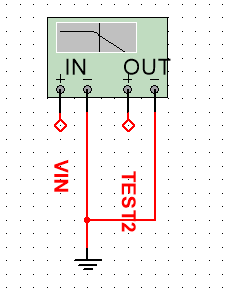 IN OUT
+ − + −
VIN
TEST2